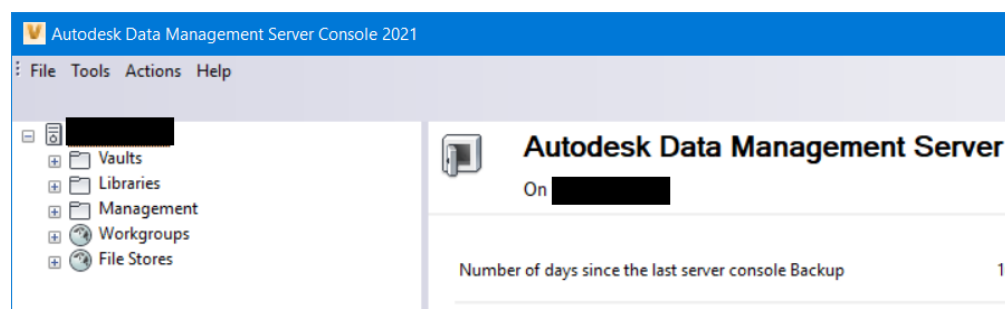 Autodesk Data Management Server Console 2021
File Tools Actions Help
Vaults
Libraries
Management
Workgroups
File Stores
Autodesk Data Management Server
On
Number of days since the last server console Backup 1